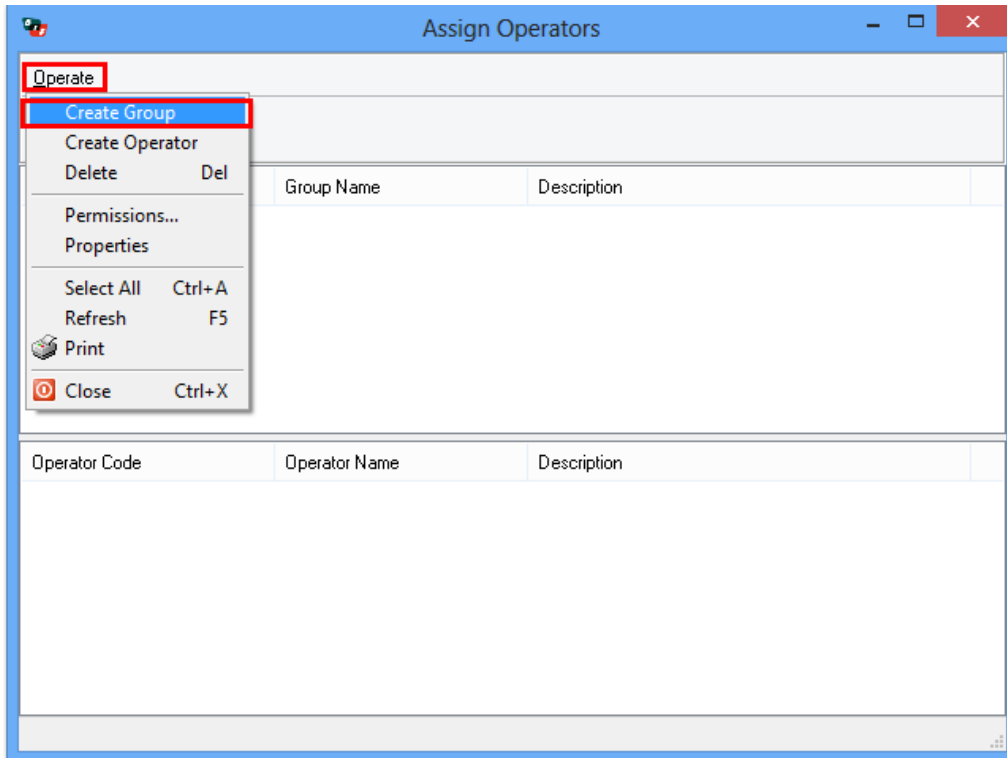 Assign Operators
Operate
Create Group
Create Operator
Delete Del
Group Name Description
Permissions...
Properties
Select All Ctrl+A
Refresh F5
Print
Close Ctrl+X
Operator Code Operator Name Description